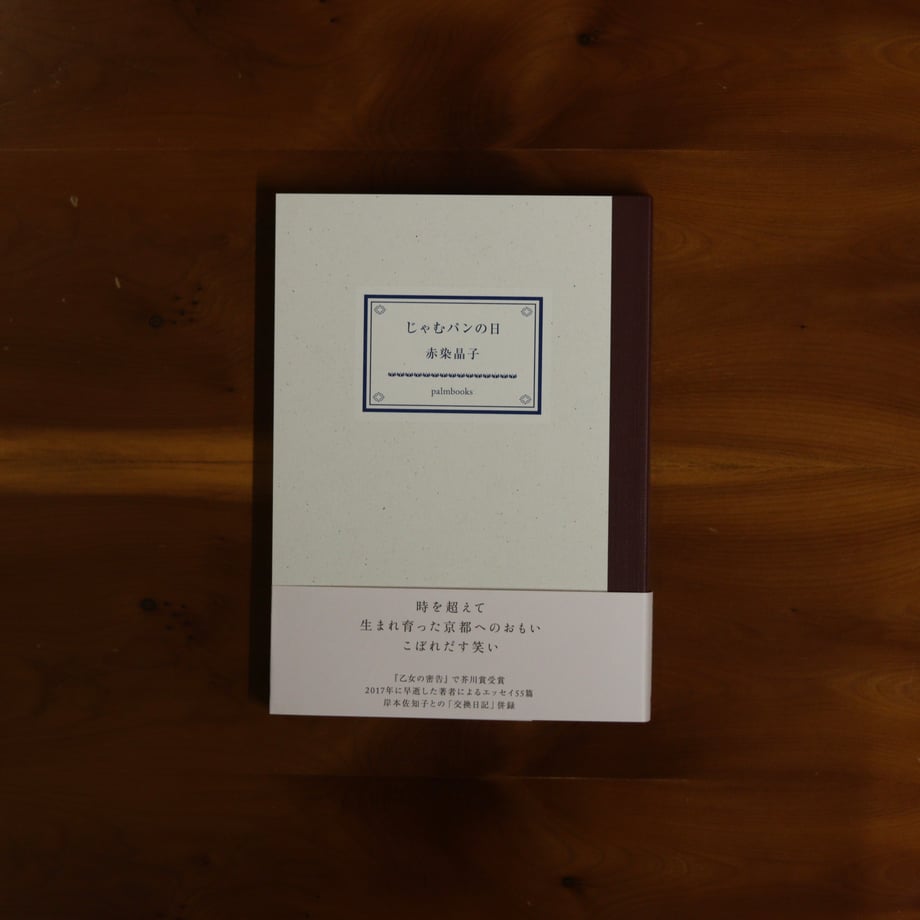 じゃむパンの日
赤染晶子
palmbooks
時を超えて
生まれ育った京都へのおもい
こぼれだす笑い
『乙女の密告』で芥川賞受賞
2017年に早逝した著者によるエッセイ55篇
岸本佐知子との「交換日記」併録